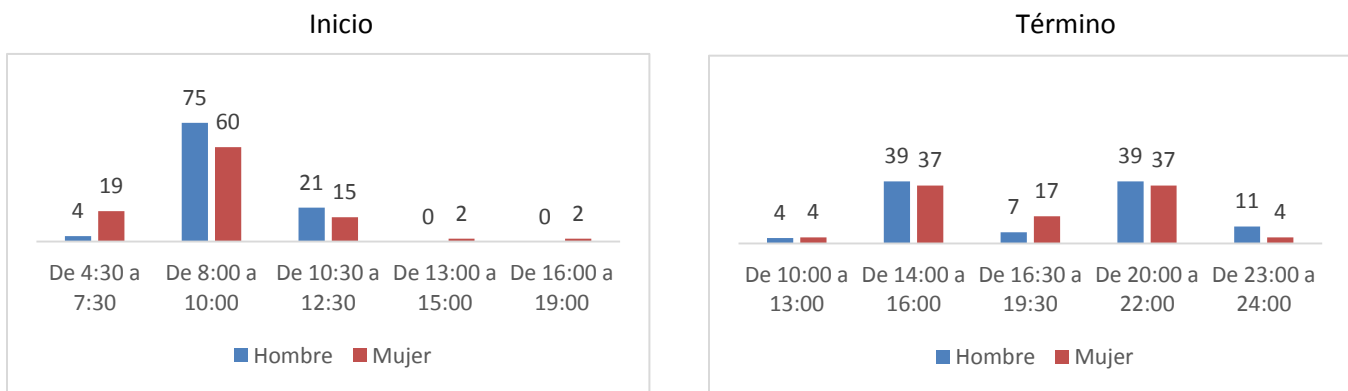 Inicio
75
60
19
4
21
15
0
2
0
2
De 4:30 a
7:30
De 8:00 a
10:00
De 10:30 a
12:30
De 13:00 a
15:00
De 16:00 a
19:00
Hombre
Mujer
Término
4
4
39
37
7
17
39
37
11
4
De 10:00 a
13:00
De 14:00 a
16:00
De 16:30 a
19:30
De 20:00 a
22:00
De 23:00 a
24:00
Hombre
Mujer